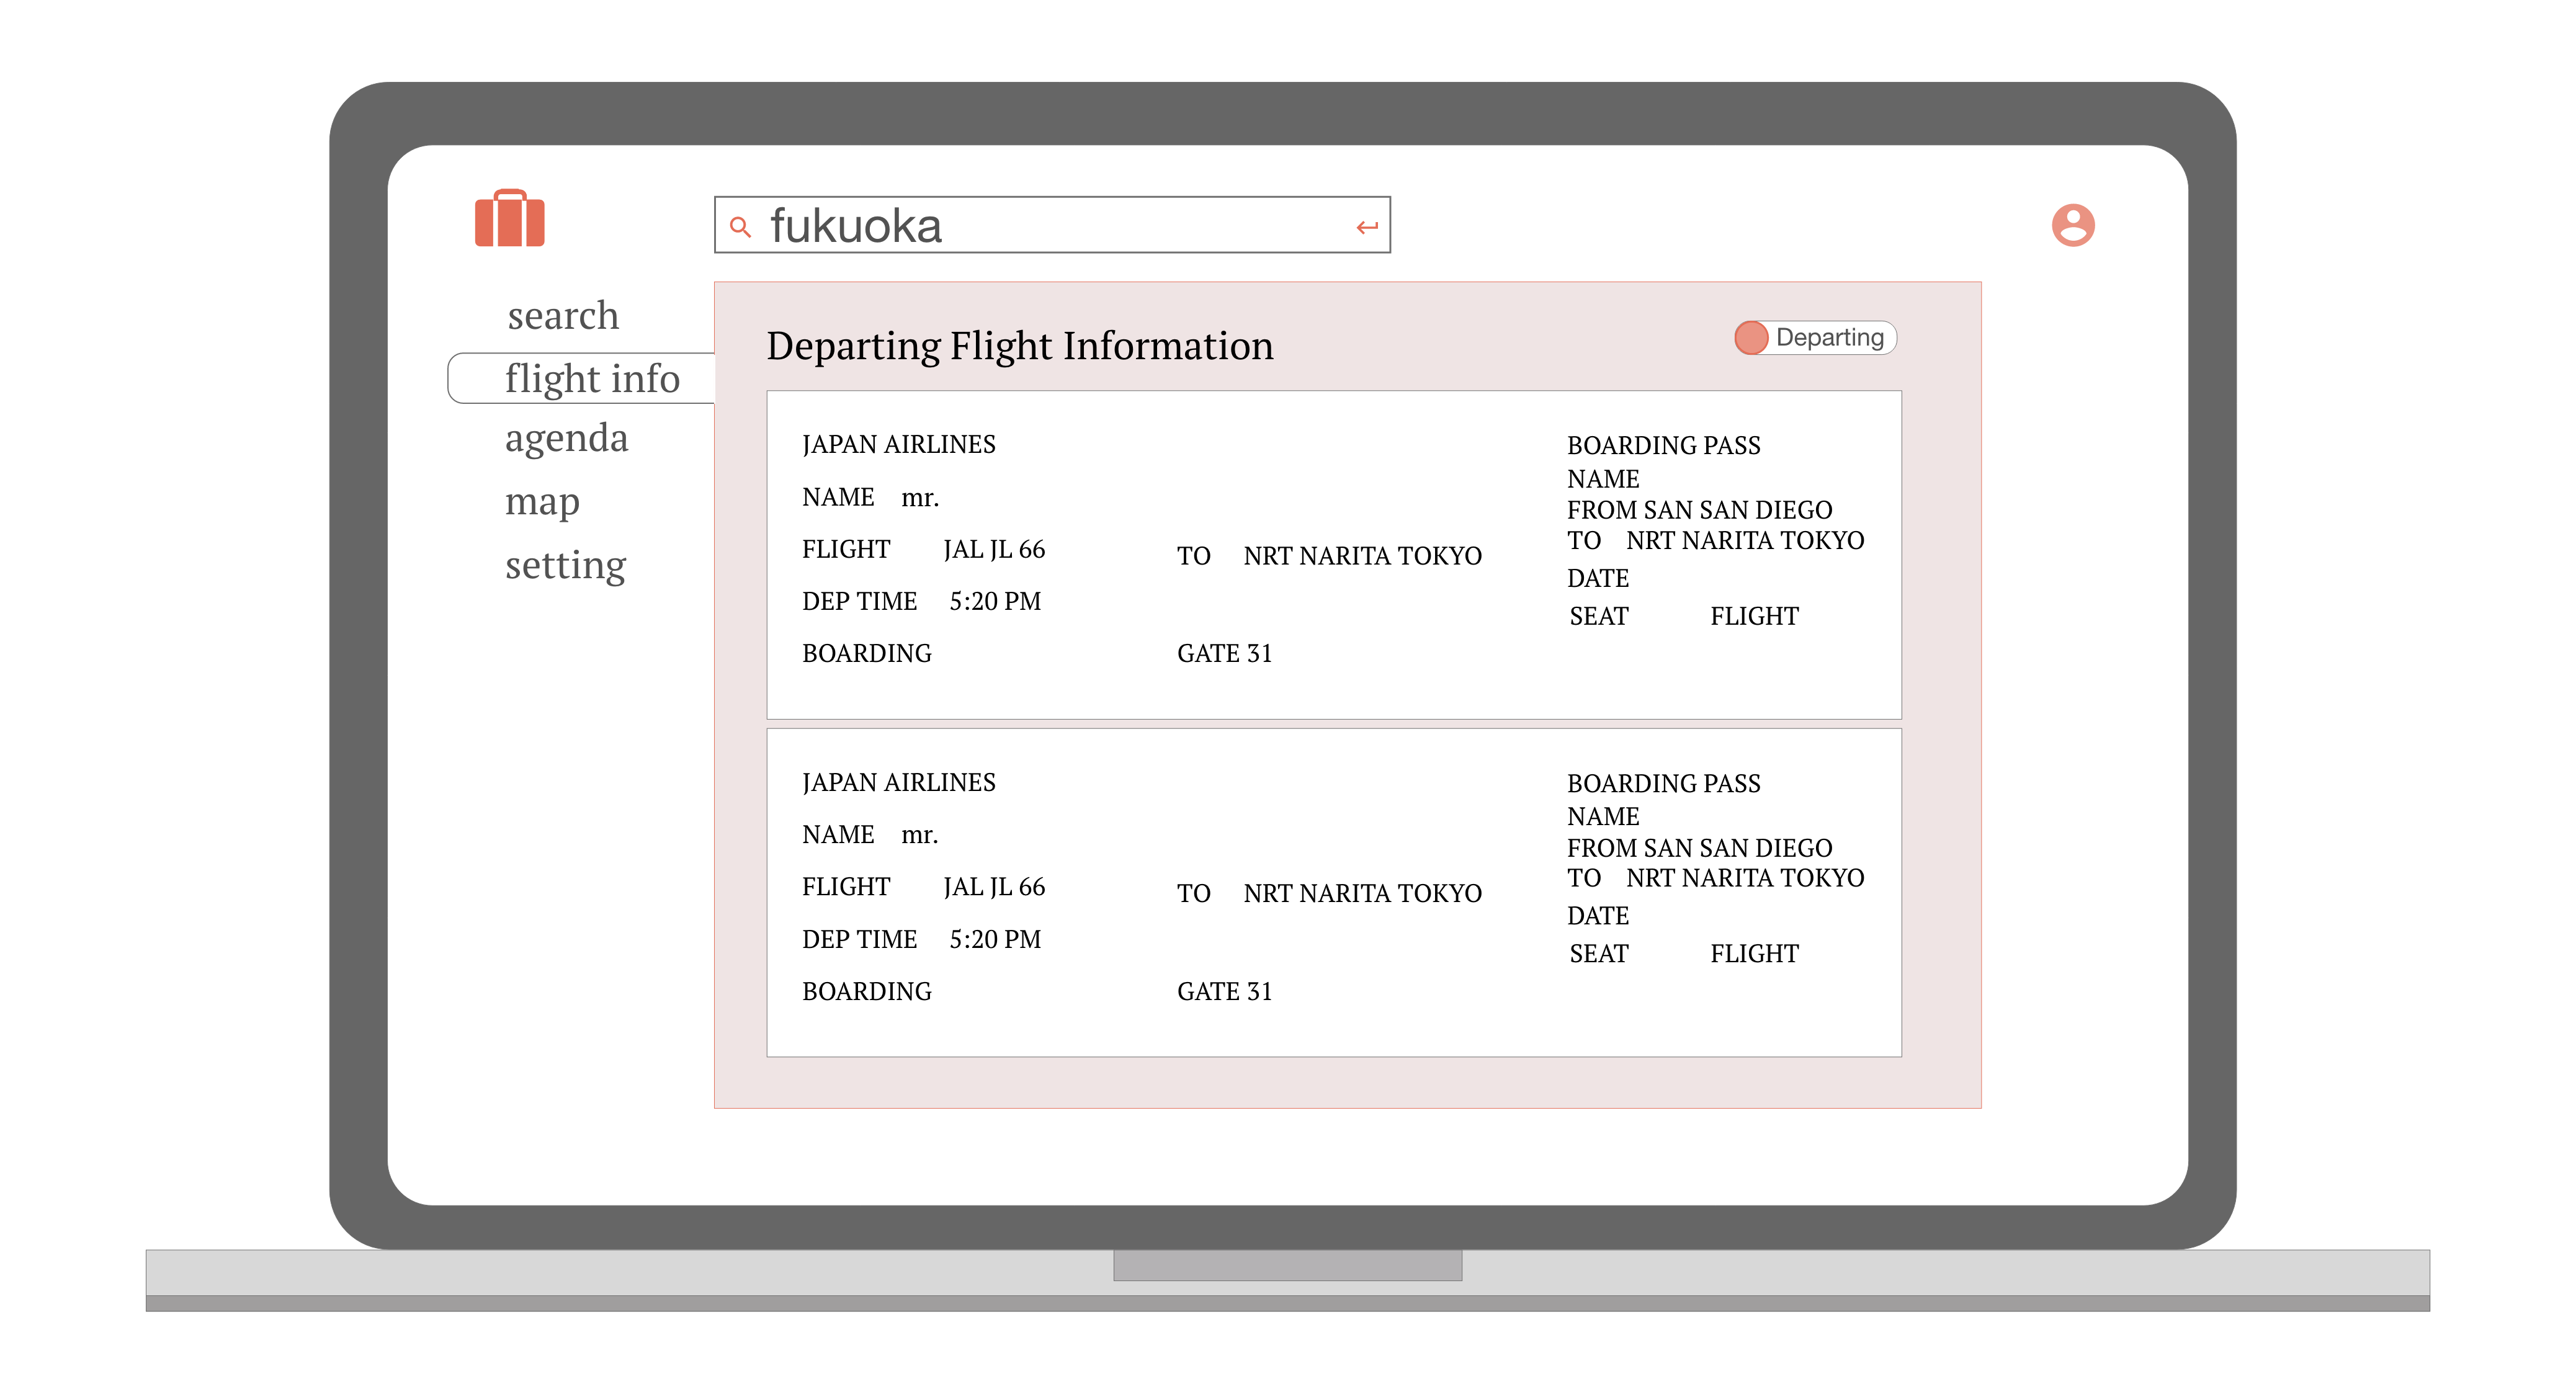 fukuoka
search
flight info
agenda
map
setting
Departing Flight Information
Departing
JAPAN AIRLINES
NAME mr.
FLIGHT JAL JL 66
DEP TIME 5:20 PM
BOARDING
TO NRT NARITA TOKYO
GATE 31
BOARDING PASS
NAME
FROM SAN SAN DIEGO
TO NRT NARITA TOKYO
DATE
SEAT FLIGHT
JAPAN AIRLINES
NAME mr.
FLIGHT JAL JL 66
DEP TIME 5:20 PM
BOARDING
TO NRT NARITA TOKYO
GATE 31
BOARDING PASS
NAME
FROM SAN SAN DIEGO
TO NRT NARITA TOKYO
DATE
SEAT FLIGHT